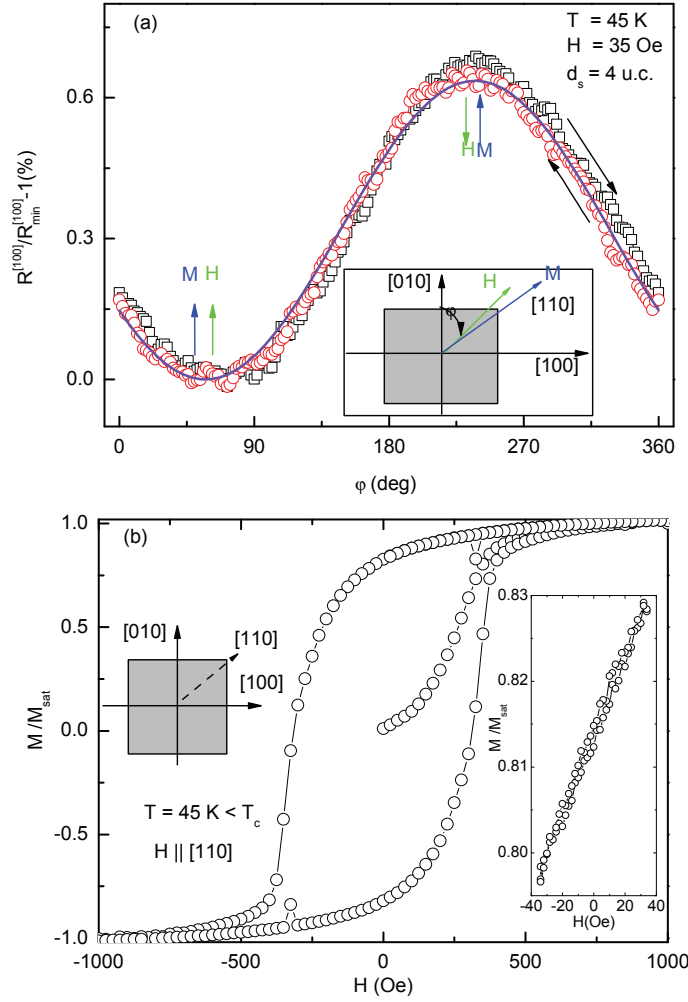 (a)
T = 45 K
H = 35 Oe
d_s = 4 u.c.
R^[100]/R_min^[100]-1(%)
0.6
0.3
0.0
M H
H M
[010]
H
M
φ
[110]
[100]
0 90 180 270 360
φ (deg)
(b)
M /M_sat
1.0
0.5
0.0
-0.5
-1.0
[010]
[110]
[100]
T = 45 K < T_c
H || [110]
M /M_sat
0.83
0.82
0.81
0.80
-40 -20 0 20 40
H(Oe)
-1000 -500 0 500 1000
H (Oe)